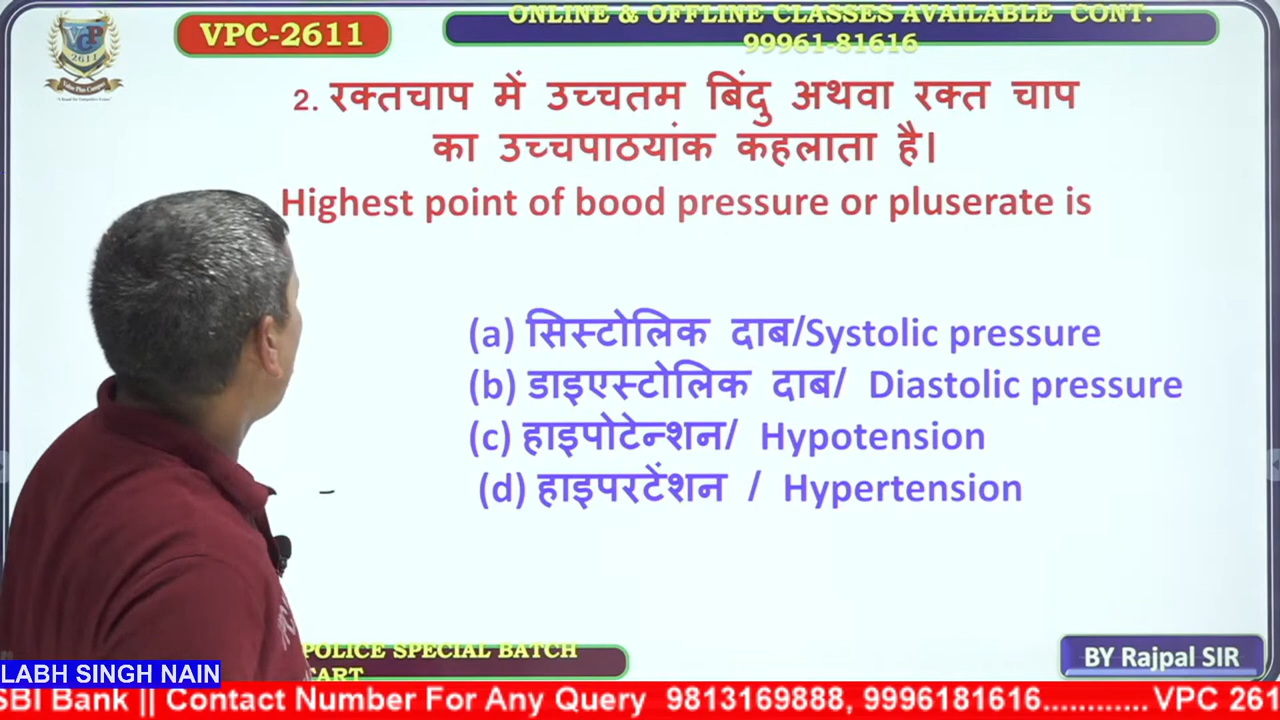 VPC-2611
ONLINE & OFFLINE CLASSES AVAILABLE CONT.
99961-81616
VCP
2611
2. रक्तचाप में उच्चतम बिंदु अथवा रक्त चाप
का उच्चपाठयांक कहलाता है।
Highest point of bood pressure or pluserate is
(a) सिस्टोलिक दाब/Systolic pressure
(b) डाइएस्टोलिक दाब/ Diastolic pressure
(c) हाइपोटेन्शन/ Hypotension
(d) हाइपरटेंशन / Hypertension
POLICE SPECIAL BATCH
TART
BY Rajpal SIR
LABH SINGH NAIN
SBI Bank || Contact Number For Any Query 9813169888, 9996181616............ VPC 261